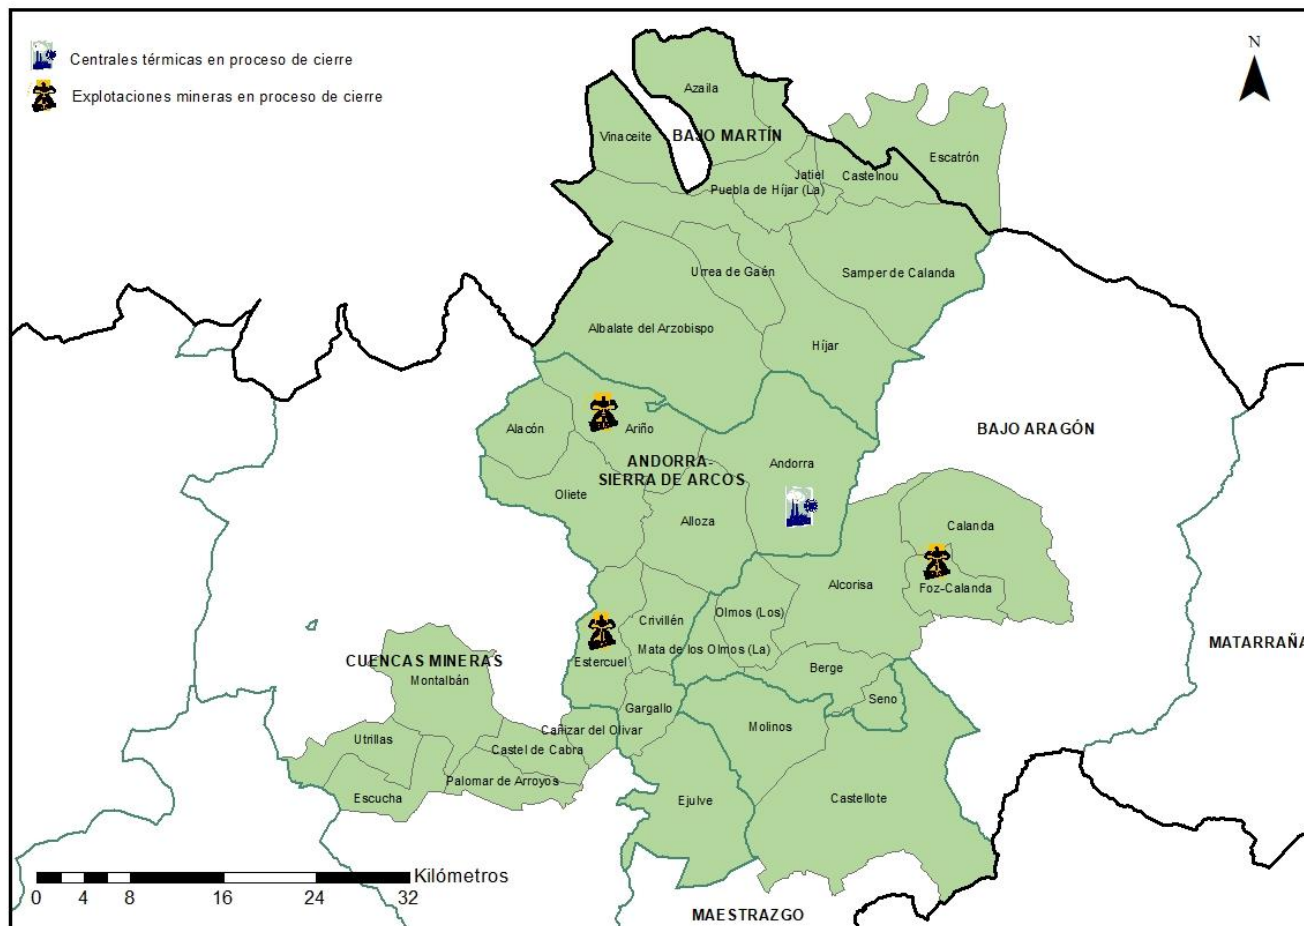 Centrales térmicas en proceso de cierre
Explotaciones mineras en proceso de cierre
N
Azaila
BAJO MARTÍN
Vinaceite
Escatrón
Jatiel
Castelnou
Puebla de Híjar (La)
Urrea de Gaén
Samper de Calanda
Albalate del Arzobispo
Híjar
Alacón
Ariño
BAJO ARAGÓN
ANDORRA-
SIERRA DE ARCOS
Andorra
Oliete
Alloza
Calanda
Alcorisa
Foz-Calanda
Crivillén
Olmos (Los)
Mata de los Olmos (La)
MATARRAÑA
Estercuel
CUENCAS MINERAS
Montalbán
Berge
Seno
Gargallo
Molinos
Cañizar del Olivar
Utrillas
Castel de Cabra
Palomar de Arroyos
Escucha
Ejulve
Castellote
Kilómetros
0 4 8 16 24 32
MAESTRAZGO